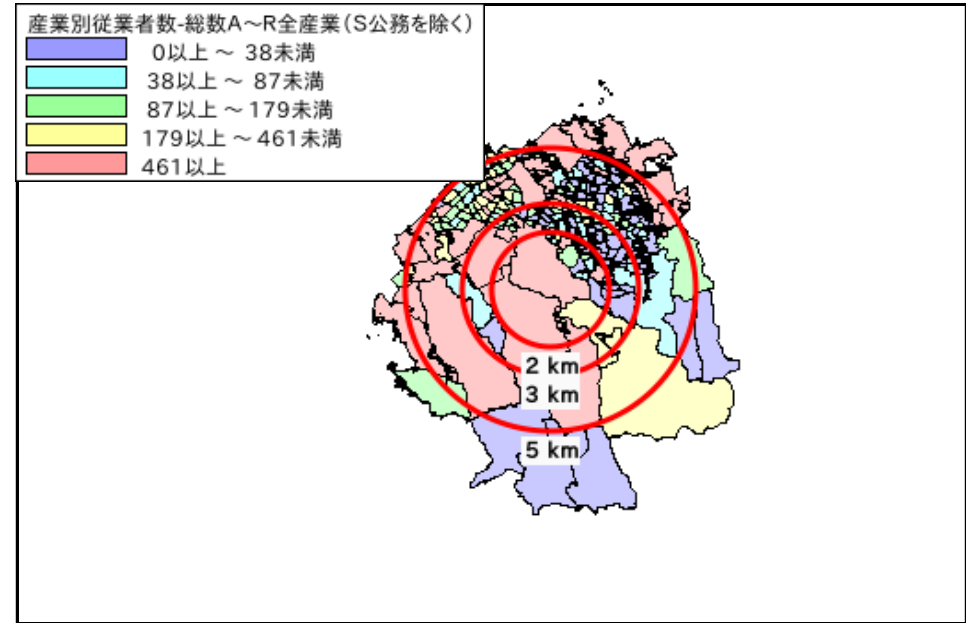 産業別従業者数-総数A～R全産業(S公務を除く)
0以上 ～ 38未満
38以上 ～ 87未満
87以上 ～ 179未満
179以上 ～ 461未満
461以上
2 km
3 km
5 km